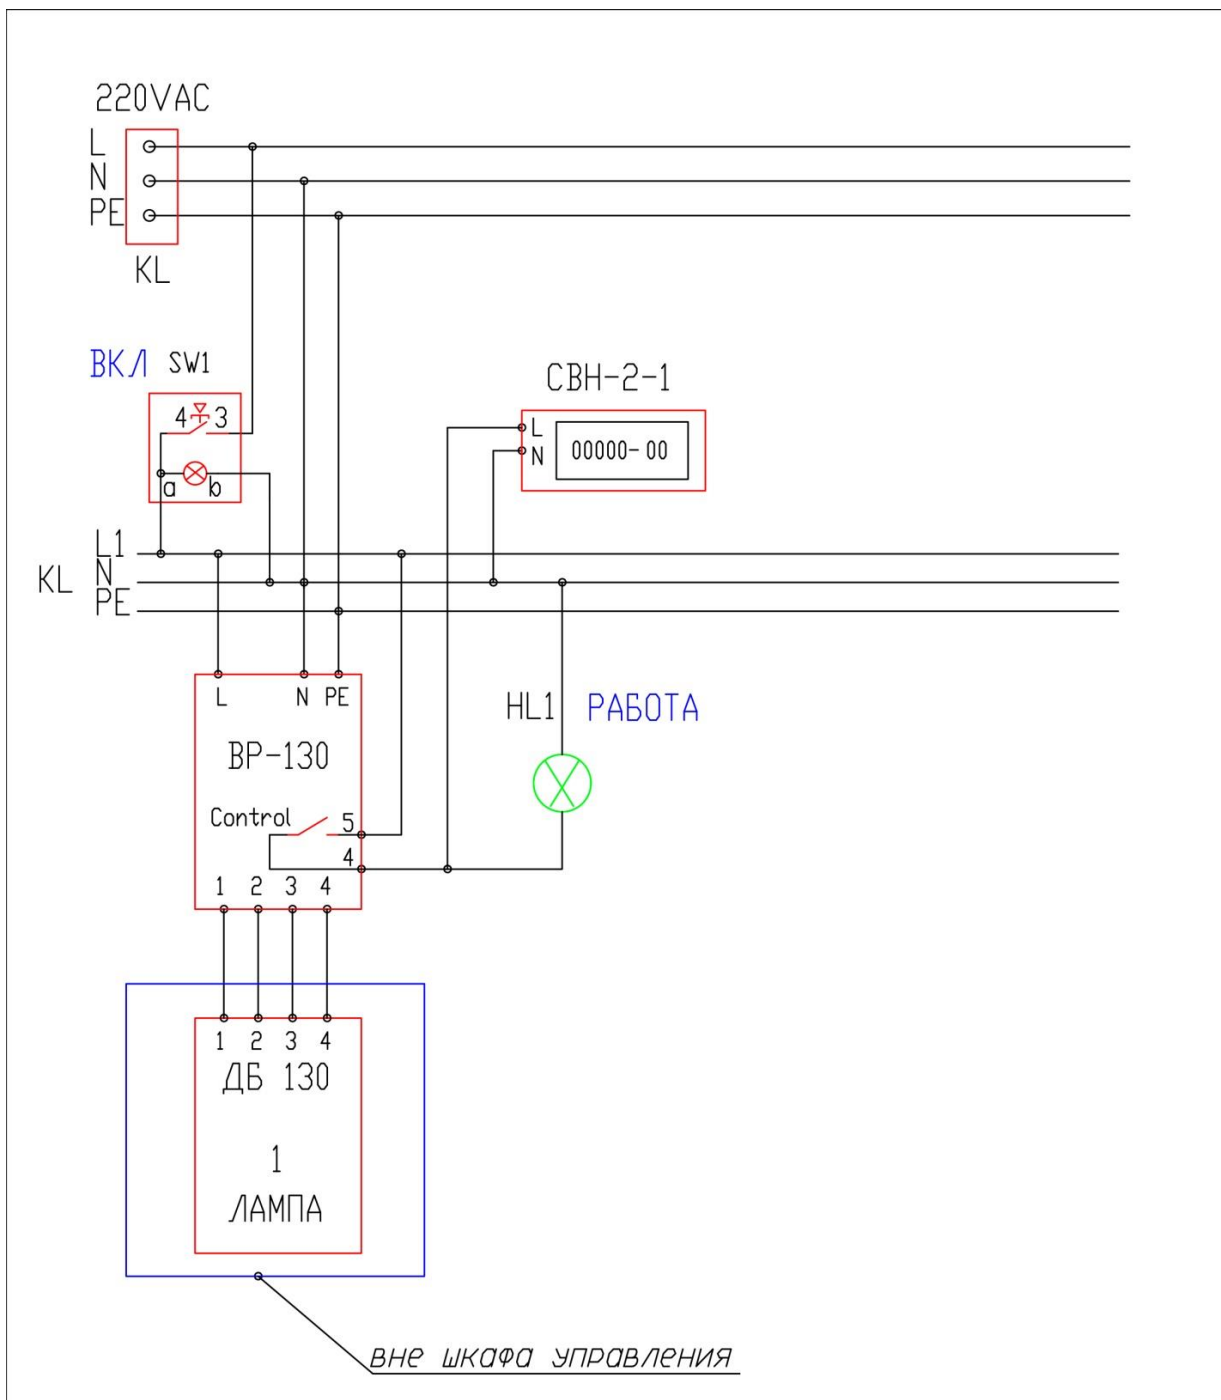 220VAC
L
N
PE
KL
ВКЛ SW1
4 3
a b
СВН-2-1
L
N
00000-00
L1
N
PE
KL
L N PE
ВР-130
Control
5
4
1 2 3 4
HL1 РАБОТА
1 2 3 4
ДБ 130
1
ЛАМПА
вне шкафа управления